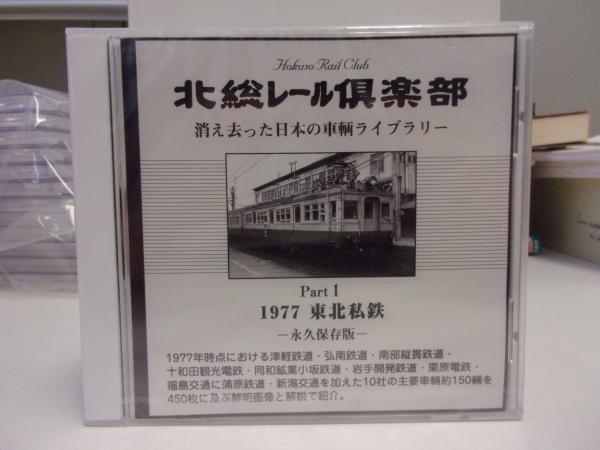 Hokuso Rail Club
北総レール倶楽部
消え去った日本の車輌ライブラリー
Part 1
1977 東北私鉄
―永久保存版―
1977年時点における津軽鉄道・弘南鉄道・南部縦貫鉄道・
十和田観光電鉄・同和鉱業小坂鉄道・岩手開発鉄道・栗原電鉄・
福島交通に蒲原鉄道・新潟交通を加えた10社の主要車輌約150輌を
450枚に及ぶ鮮明画像と解説で紹介。